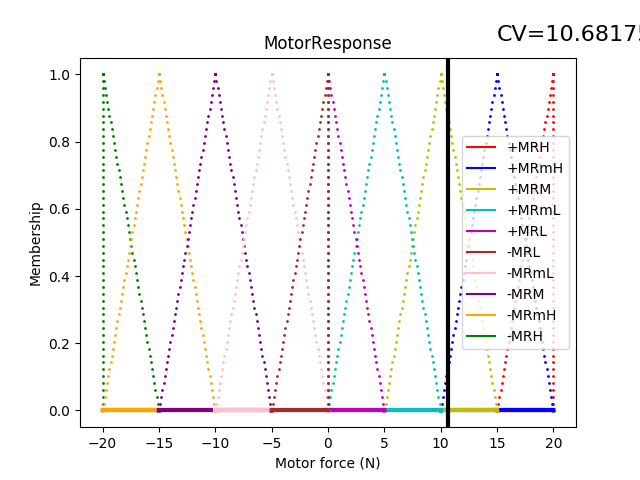 CV=10.68175
MotorResponse
1.0
0.8
0.6
0.4
0.2
0.0
Membership
+MRH
+MRmH
+MRM
+MRmL
+MRL
-MRL
-MRmL
-MRM
-MRmH
-MRH
−20 −15 −10 −5 0 5 10 15 20
Motor force (N)